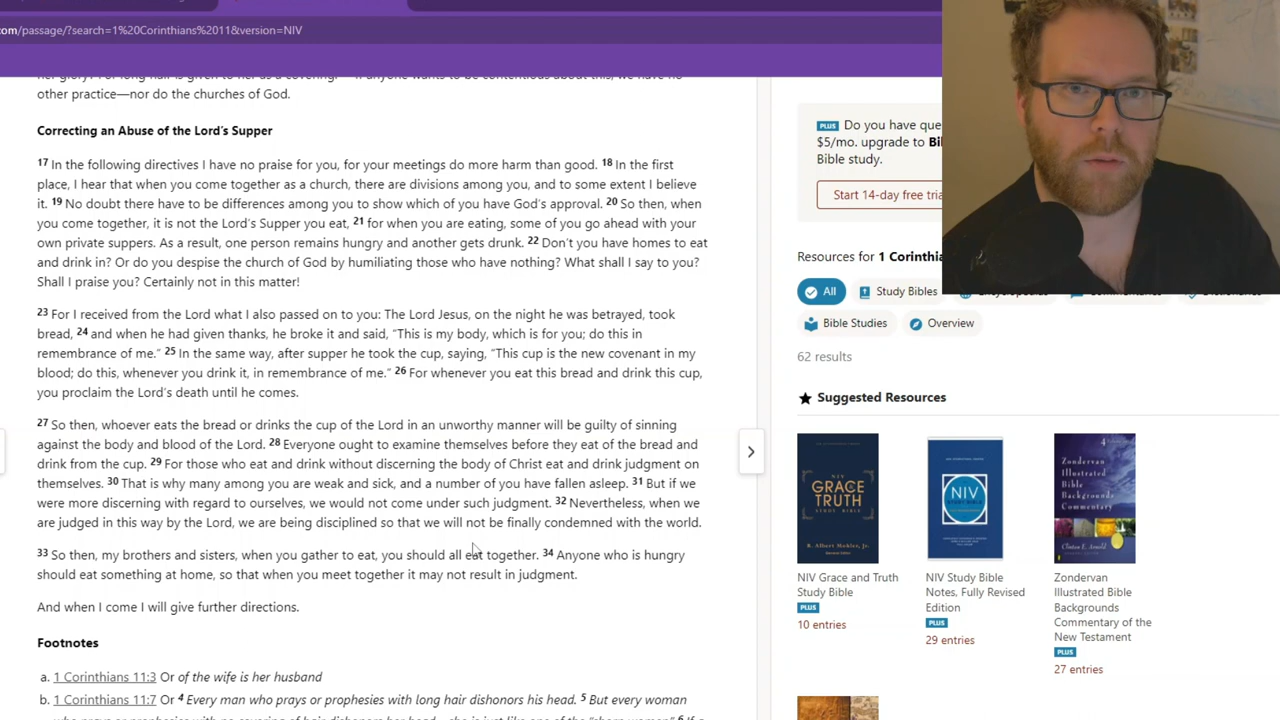 com/passage/?search=1%20Corinthians%2011&version=NIV
other practice—nor do the churches of God.
Correcting an Abuse of the Lord's Supper
17 In the following directives I have no praise for you, for your meetings do more harm than good. 18 In the first
place, I hear that when you come together as a church, there are divisions among you, and to some extent I believe
it. 19 No doubt there have to be differences among you to show which of you have God's approval. 20 So then, when
you come together, it is not the Lord's Supper you eat, 21 for when you are eating, some of you go ahead with your
own private suppers. As a result, one person remains hungry and another gets drunk. 22 Don't you have homes to eat
and drink in? Or do you despise the church of God by humiliating those who have nothing? What shall I say to you?
Shall I praise you? Certainly not in this matter!
23 For I received from the Lord what I also passed on to you: The Lord Jesus, on the night he was betrayed, took
bread, 24 and when he had given thanks, he broke it and said, “This is my body, which is for you; do this in
remembrance of me.” 25 In the same way, after supper he took the cup, saying, “This cup is the new covenant in my
blood; do this, whenever you drink it, in remembrance of me.” 26 For whenever you eat this bread and drink this cup,
you proclaim the Lord's death until he comes.
27 So then, whoever eats the bread or drinks the cup of the Lord in an unworthy manner will be guilty of sinning
against the body and blood of the Lord. 28 Everyone ought to examine themselves before they eat of the bread and
drink from the cup. 29 For those who eat and drink without discerning the body of Christ eat and drink judgment on
themselves. 30 That is why many among you are weak and sick, and a number of you have fallen asleep. 31 But if we
were more discerning with regard to ourselves, we would not come under such judgment. 32 Nevertheless, when we
are judged in this way by the Lord, we are being disciplined so that we will not be finally condemned with the world.
33 So then, my brothers and sisters, when you gather to eat, you should all eat together. 34 Anyone who is hungry
should eat something at home, so that when you meet together it may not result in judgment.
And when I come I will give further directions.
Footnotes
a. 1 Corinthians 11:3 Or of the wife is her husband
b. 1 Corinthians 11:7 Or 4 Every man who prays or prophesies with long hair dishonors his head. 5 But every woman
PLUS Do you have que
$5/mo. upgrade to Bi
Bible study.
Start 14-day free tria
Resources for 1 Corinthia
All
Study Bibles
Bible Studies
Overview
62 results
Suggested Resources
NIV
GRACE
TRUTH
STUDY BIBLE
NIV
STUDY BIBLE
Zondervan
Illustrated
Bible
Backgrounds
Commentary
Clinton E. Arnold
NIV Grace and Truth
Study Bible
PLUS
10 entries
NIV Study Bible
Notes, Fully Revised
Edition
PLUS
29 entries
Zondervan
Illustrated Bible
Backgrounds
Commentary of the
New Testament
PLUS
27 entries